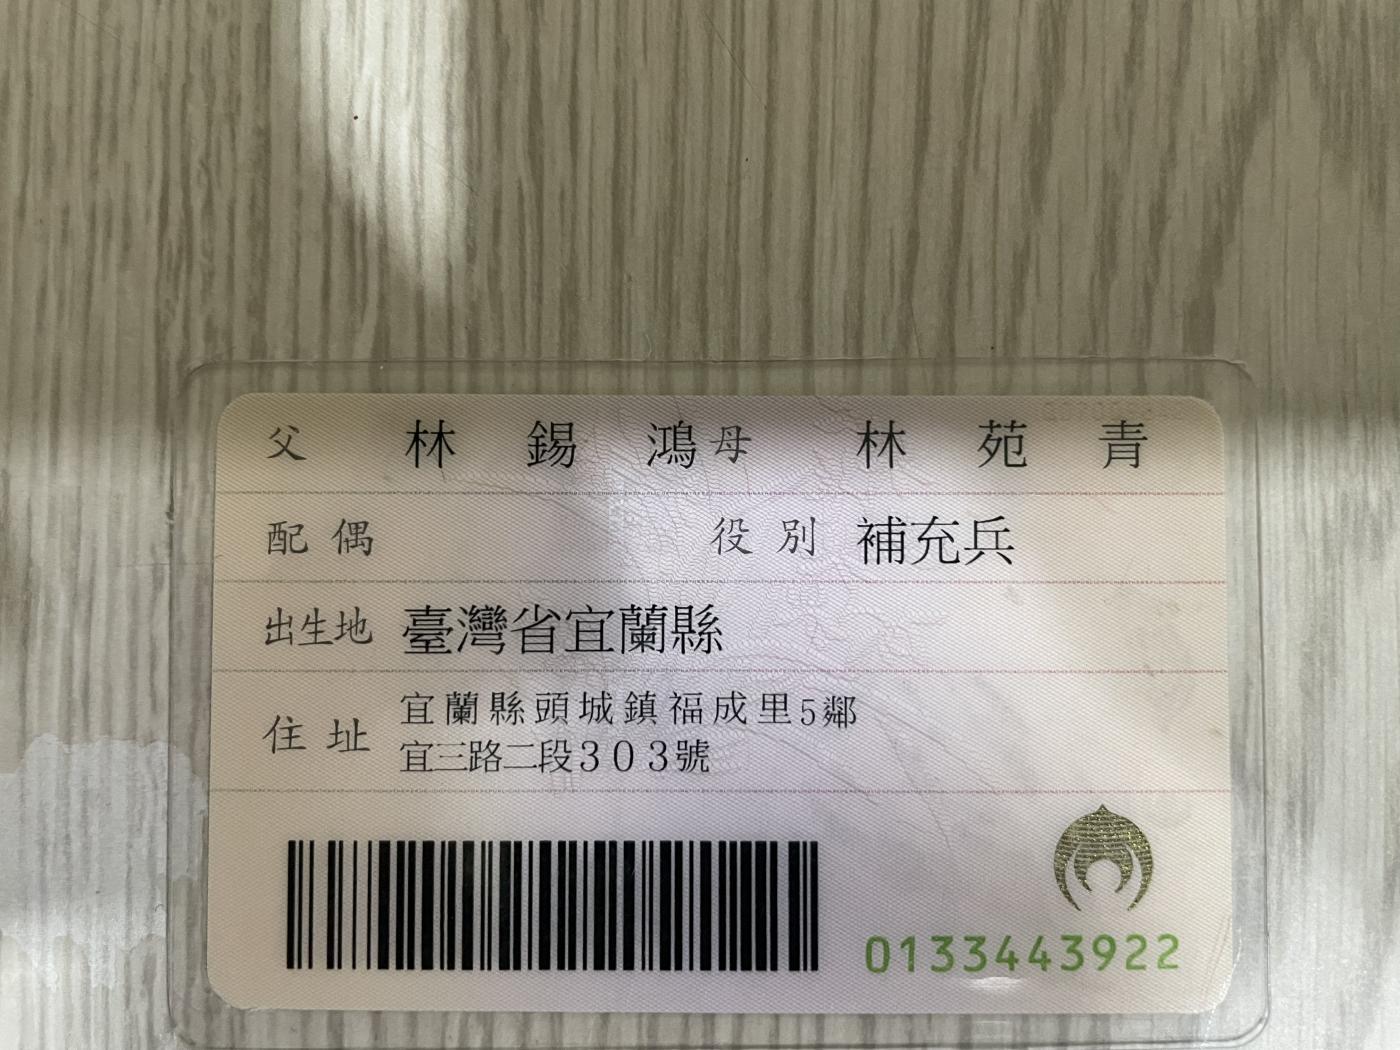 父 林錫鴻 母 林苑青
配偶 役別 補充兵
出生地 臺灣省宜蘭縣
住址 宜蘭縣頭城鎮福成里5鄰
宜三路二段303號
0133443922